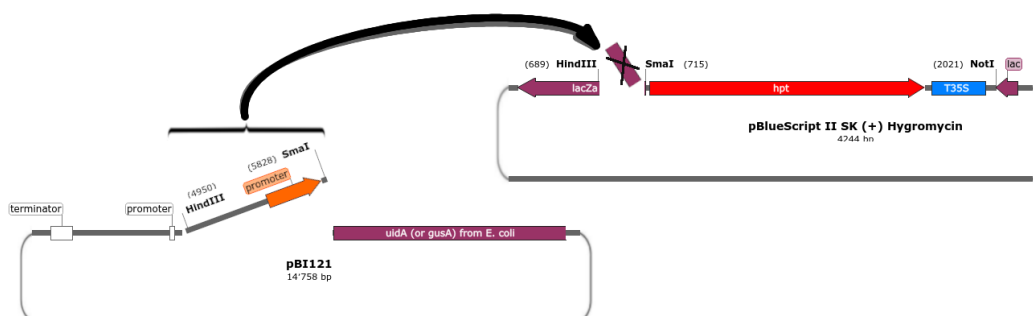 (689) HindIII
SmaI (715)
(2021) NotI
lac
lacZa
hpt
T35S
pBlueScript II SK (+) Hygromycin
4244 bp
(5828) SmaI
(4950) HindIII
promoter
terminator
promoter
uidA (or gusA) from E. coli
pBI121
14'758 bp